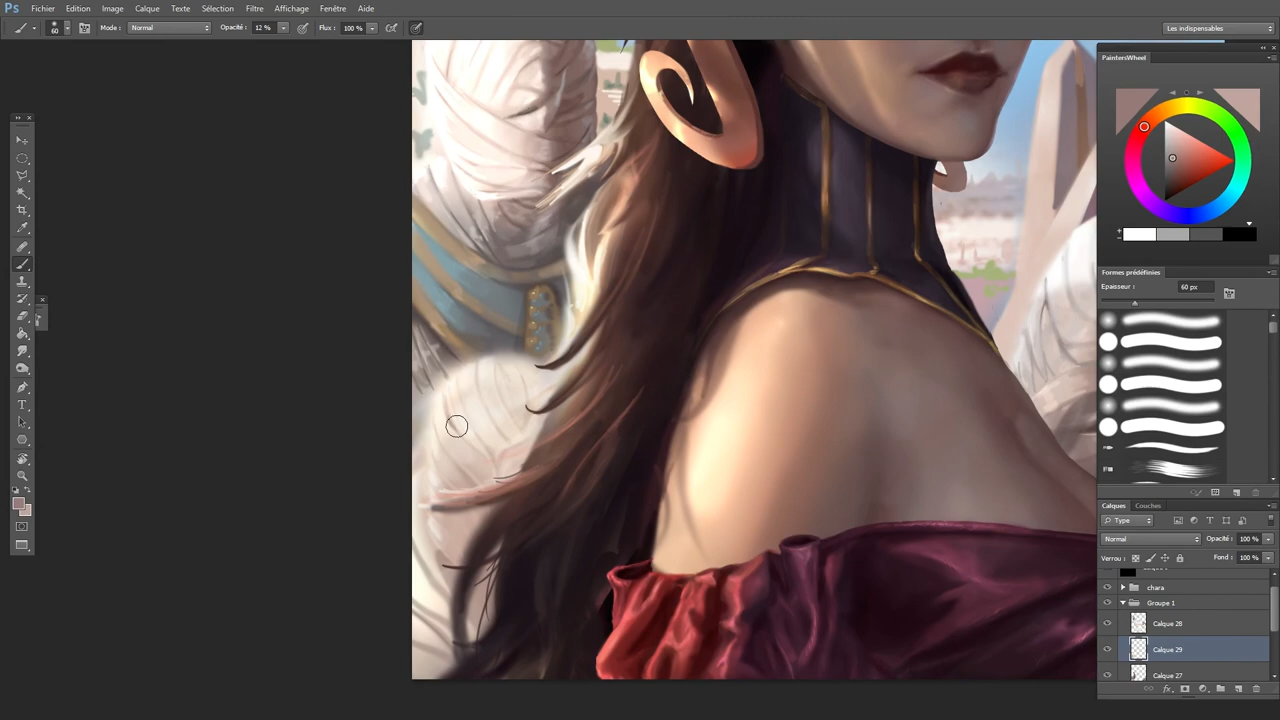 Ps Fichier Edition Image Calque Texte Sélection Filtre Affichage Fenêtre Aide
60 Mode : Normal Opacité : 12 % Flux : 100 % Les indispensables
PaintersWheel
Formes prédéfinies
Epaisseur : 60 px
Calques Couches
Type
Normal Opacité : 100 %
Verrou : Fond : 100 %
chara
Groupe 1
Calque 28
Calque 29
Calque 27